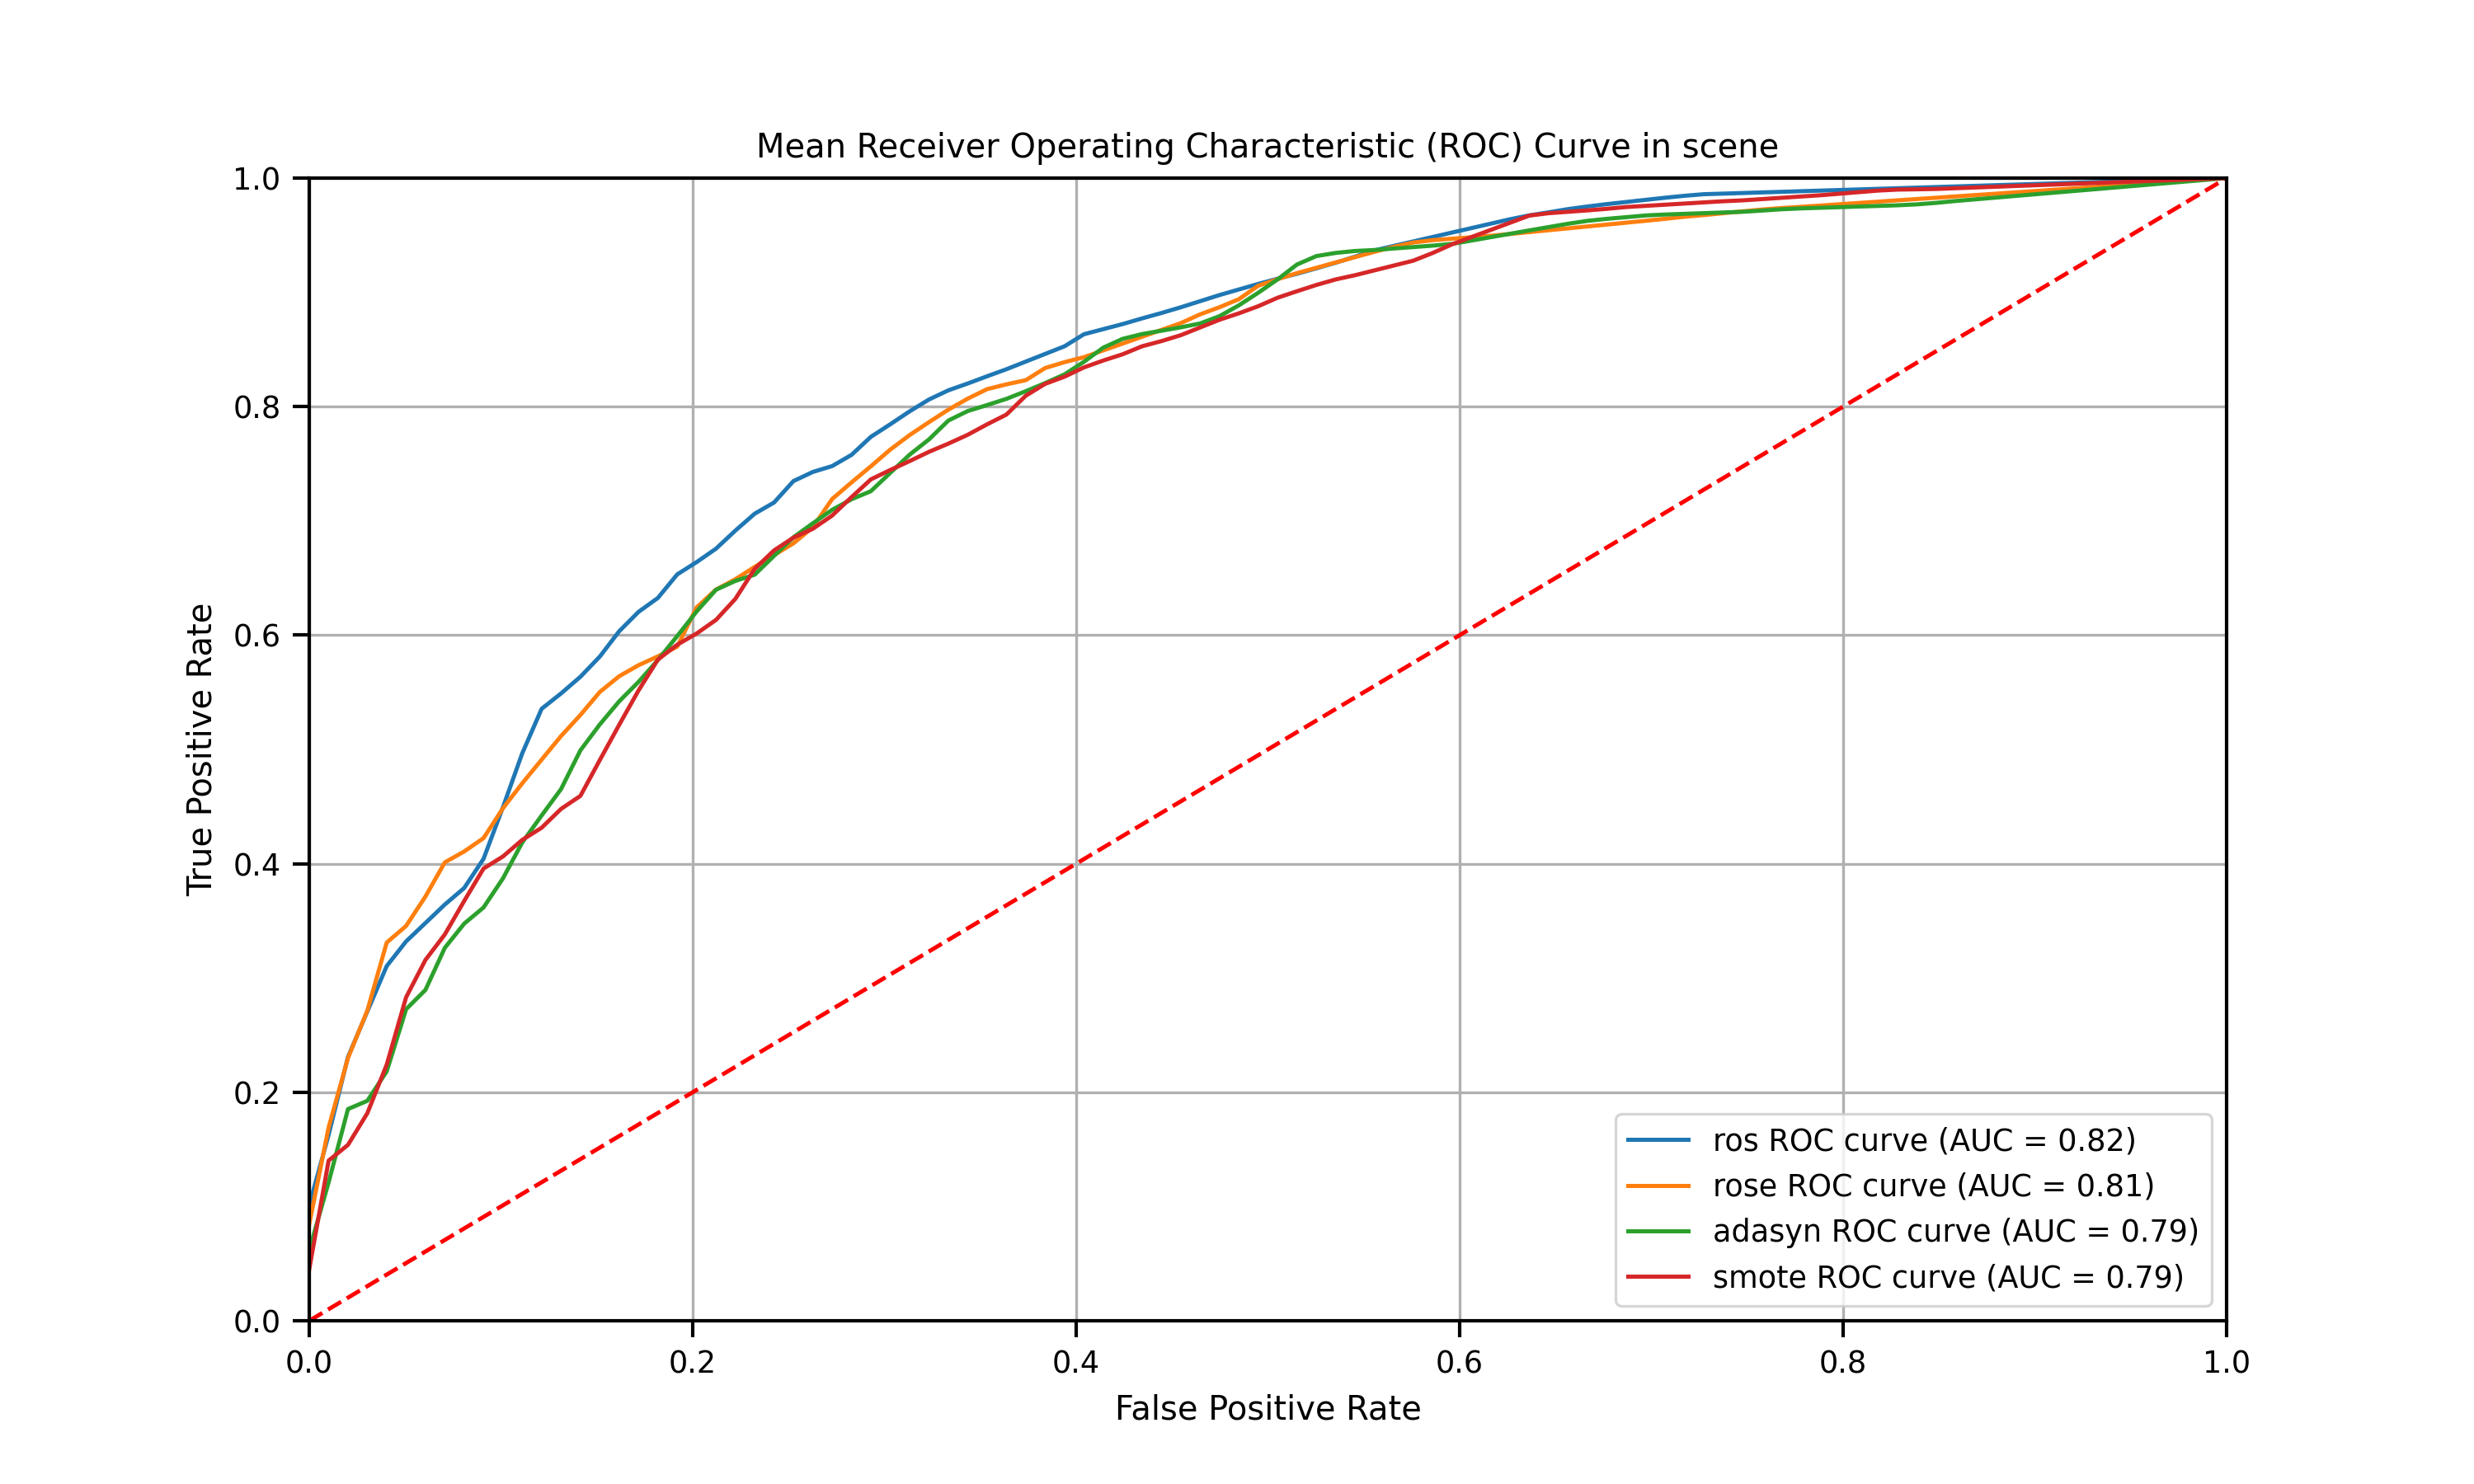 Mean Receiver Operating Characteristic (ROC) Curve in scene
1.0
0.8
0.6
0.4
0.2
0.0
True Positive Rate
0.0 0.2 0.4 0.6 0.8 1.0
False Positive Rate
ros ROC curve (AUC = 0.82)
rose ROC curve (AUC = 0.81)
adasyn ROC curve (AUC = 0.79)
smote ROC curve (AUC = 0.79)